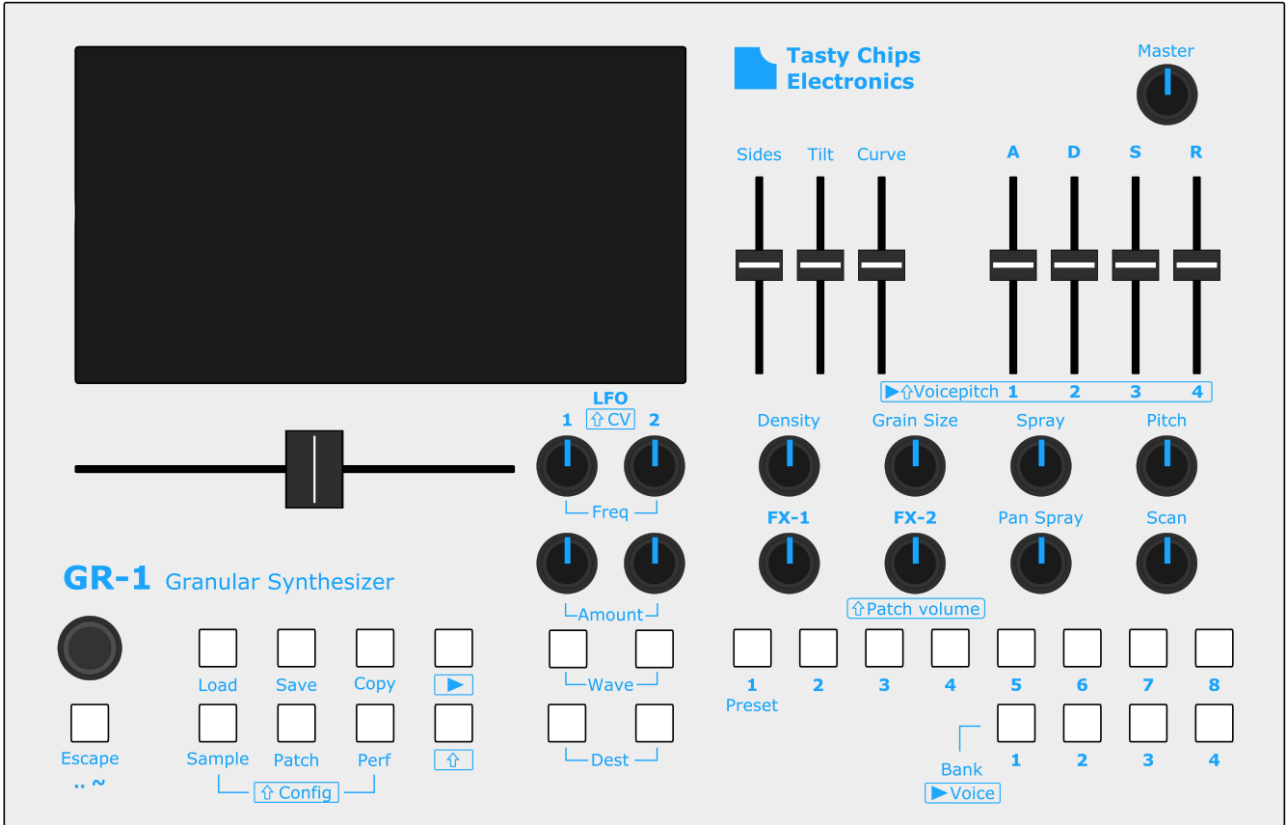 Tasty Chips
Electronics
Master
Sides Tilt Curve A D S R
▶⇧Voicepitch 1 2 3 4
LFO
1 ⇧ CV 2
Density Grain Size Spray Pitch
Freq
FX-1 FX-2 Pan Spray Scan
GR-1 Granular Synthesizer
Amount
⇧Patch volume
Load Save Copy ▶
Wave
1 2 3 4 5 6 7 8
Preset
Escape
.. ~
Sample Patch Perf ⇧
⇧ Config
Dest
Bank 1 2 3 4
▶Voice